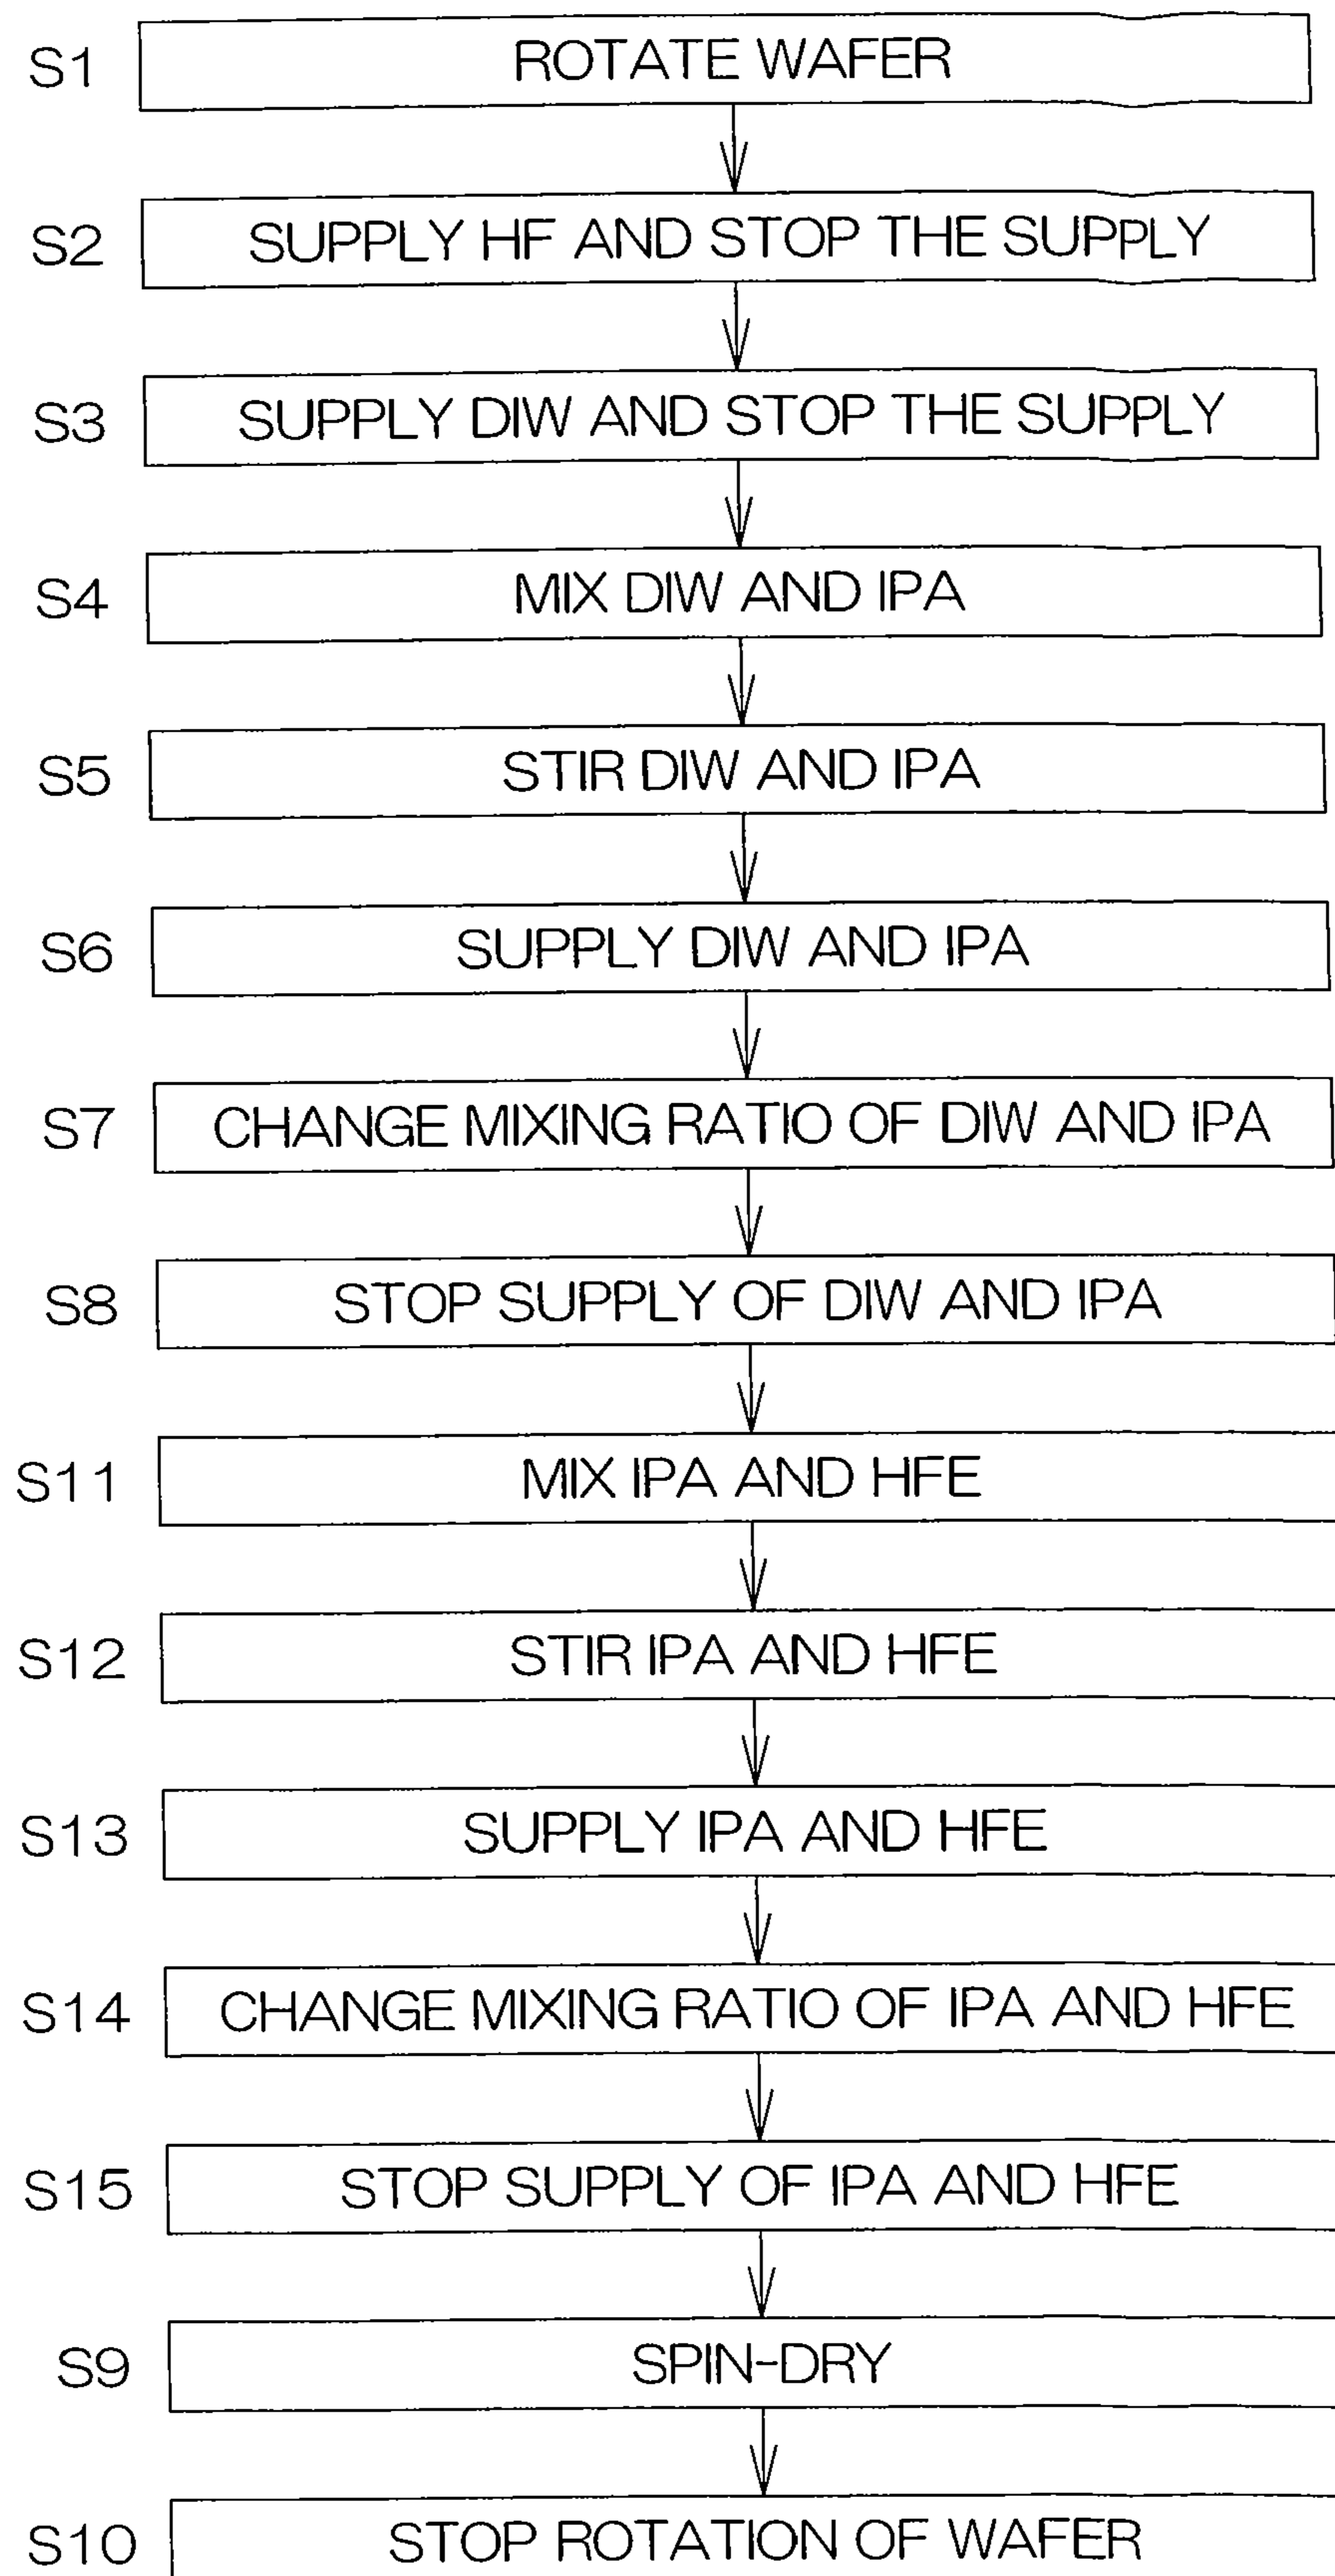 S1 ROTATE WAFER
S2 SUPPLY HF AND STOP THE SUPPLY
S3 SUPPLY DIW AND STOP THE SUPPLY
S4 MIX DIW AND IPA
S5 STIR DIW AND IPA
S6 SUPPLY DIW AND IPA
S7 CHANGE MIXING RATIO OF DIW AND IPA
S8 STOP SUPPLY OF DIW AND IPA
S11 MIX IPA AND HFE
S12 STIR IPA AND HFE
S13 SUPPLY IPA AND HFE
S14 CHANGE MIXING RATIO OF IPA AND HFE
S15 STOP SUPPLY OF IPA AND HFE
S9 SPIN-DRY
S10 STOP ROTATION OF WAFER